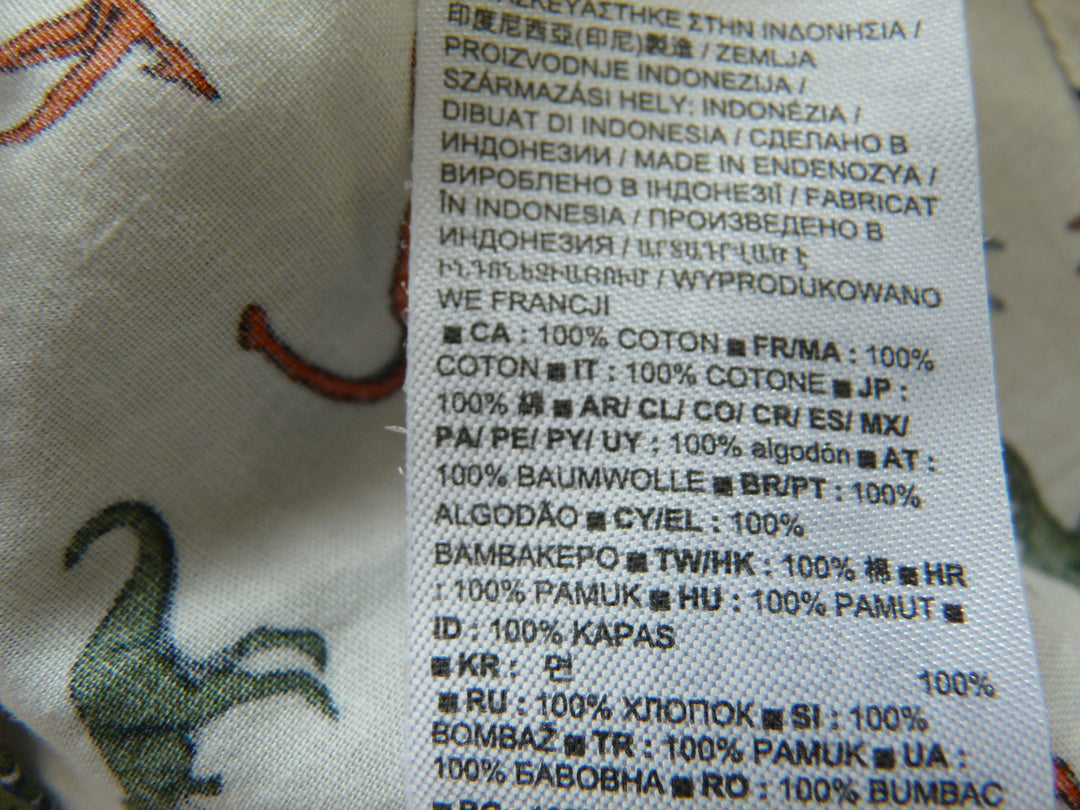 ΣΚΕΥΑΣΤΗΚΕ ΣΤΗΝ ΙΝΔΟΝΗΣΙΑ /
印度尼西亞(印尼)製造 / ZEMLJA
PROIZVODNJE INDONEZIJA /
SZÁRMAZÁSI HELY: INDONÉZIA /
DIBUAT DI INDONESIA / СДЕЛАНО В
ИНДОНЕЗИИ / MADE IN ENDENOZYA /
ВИРОБЛЕНО В ІНДОНЕЗІЇ / FABRICAT
ÎN INDONESIA / ПРОИЗВЕДЕНО В
ИНДОНЕЗИЯ / ԱՐՏԱԴՐՎԱԾ Է
ԻՆԴՈՆԵԶԻԱՅՈՒՄ / WYPRODUKOWANO
WE FRANCJI
■ CA : 100% COTON ■ FR/MA : 100%
COTON ■ IT : 100% COTONE ■ JP :
100% 綿 ■ AR/ CL/ CO/ CR/ ES/ MX/
PA/ PE/ PY/ UY : 100% algodón ■ AT :
100% BAUMWOLLE ■ BR/PT : 100%
ALGODÃO ■ CY/EL : 100%
ΒΑΜΒΑΚΕΡΟ ■ TW/HK : 100% 棉 ■ HR
: 100% PAMUK ■ HU : 100% PAMUT ■
ID : 100% KAPAS
■ KR : 면 100%
■ RU : 100% ХЛОПОК ■ SI : 100%
BOMBAŽ ■ TR : 100% PAMUK ■ UA :
100% БАВОВНА ■ RO : 100% BUMBAC